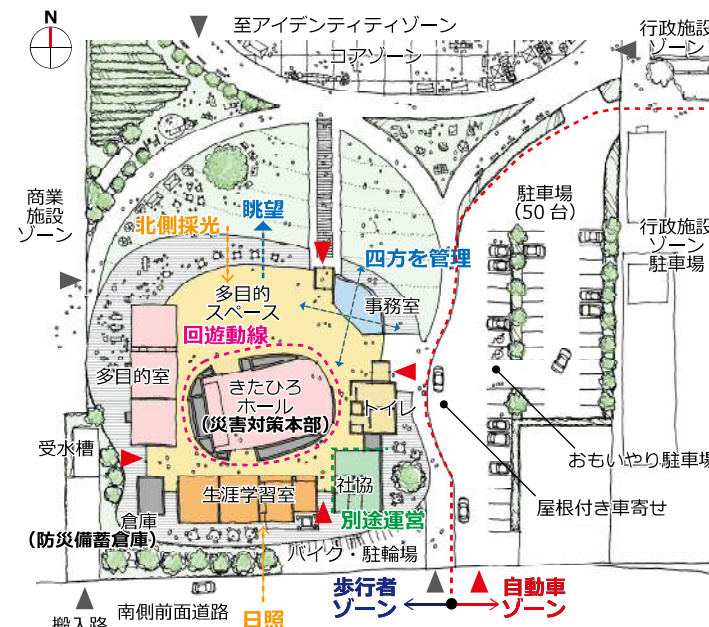 N
至アイデンティティゾーン
コアゾーン
行政施設
ゾーン
駐車場
（50台）
商業
施設
ゾーン
眺望
北側採光
行政施設
ゾーン
駐車場
四方を管理
多目的
スペース
事務室
回遊動線
多目的室
きたひろ
ホール
（災害対策本部）
トイレ
受水槽
おもいやり駐車場
生涯学習室
社協
屋根付き車寄せ
倉庫
（防災備蓄倉庫）
別途運営
バイク・駐輪場
歩行者
ゾーン
自動車
ゾーン
南側前面道路
搬入路
日照